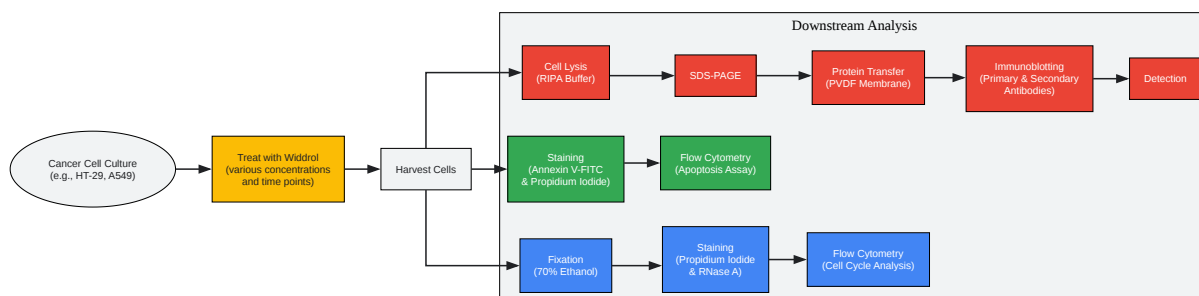 Downstream Analysis
Cancer Cell Culture
(e.g., HT-29, A549)
Treat with Widdrol
(various concentrations
and time points)
Harvest Cells
Cell Lysis
(RIPA Buffer)
SDS-PAGE
Protein Transfer
(PVDF Membrane)
Immunoblotting
(Primary & Secondary
Antibodies)
Detection
Staining
(Annexin V-FITC
& Propidium Iodide)
Flow Cytometry
(Apoptosis Assay)
Fixation
(70% Ethanol)
Staining
(Propidium Iodide
& RNase A)
Flow Cytometry
(Cell Cycle Analysis)